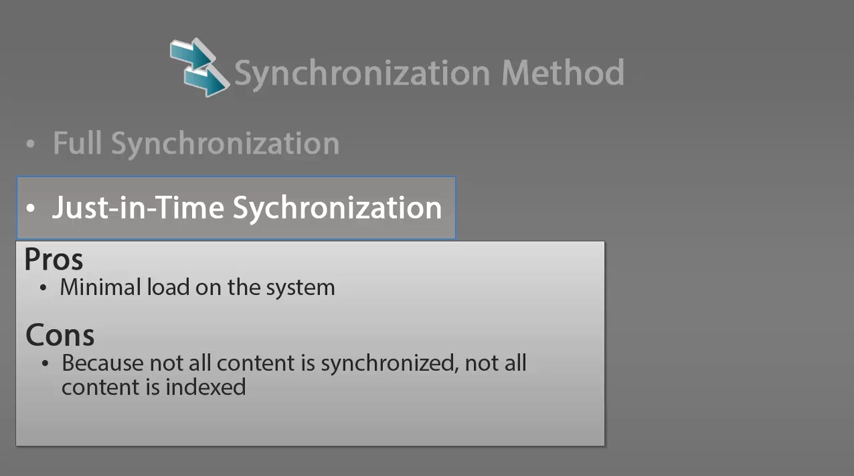 Synchronization Method
• Full Synchronization
• Just-in-Time Sychronization
Pros
• Minimal load on the system
Cons
• Because not all content is synchronized, not all
content is indexed